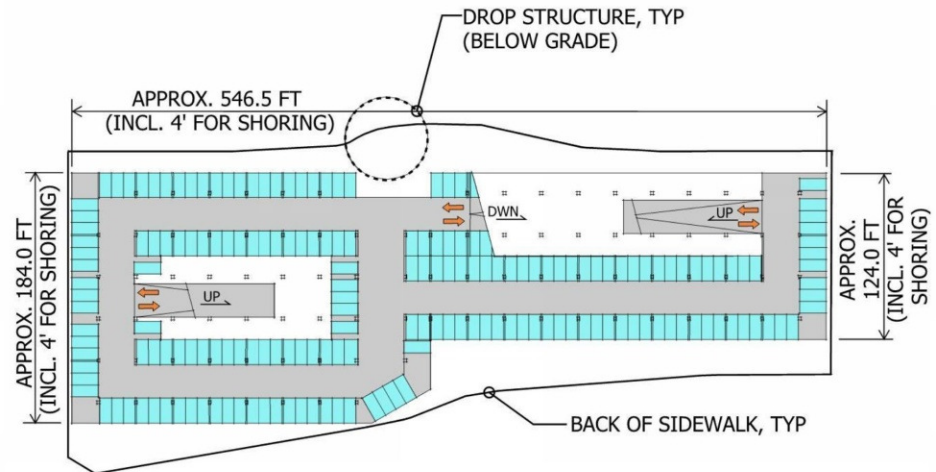 DROP STRUCTURE, TYP
(BELOW GRADE)
APPROX. 546.5 FT
(INCL. 4' FOR SHORING)
APPROX. 184.0 FT
(INCL. 4' FOR SHORING)
DWN
UP
UP
APPROX.
124.0 FT
(INCL. 4' FOR
SHORING)
BACK OF SIDEWALK, TYP